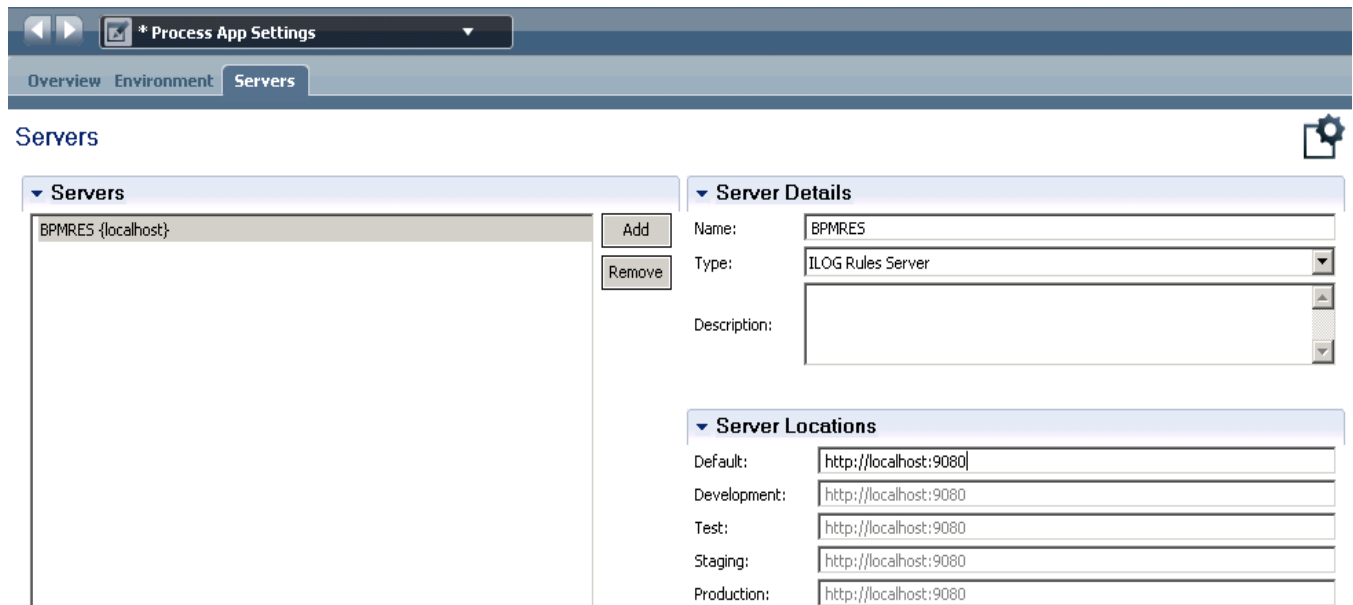 * Process App Settings
Overview Environment Servers
Servers
Servers
BPMRES {localhost}
Add
Remove
Server Details
Name: BPMRES
Type: ILOG Rules Server
Description:
Server Locations
Default: http://localhost:9080
Development: http://localhost:9080
Test: http://localhost:9080
Staging: http://localhost:9080
Production: http://localhost:9080